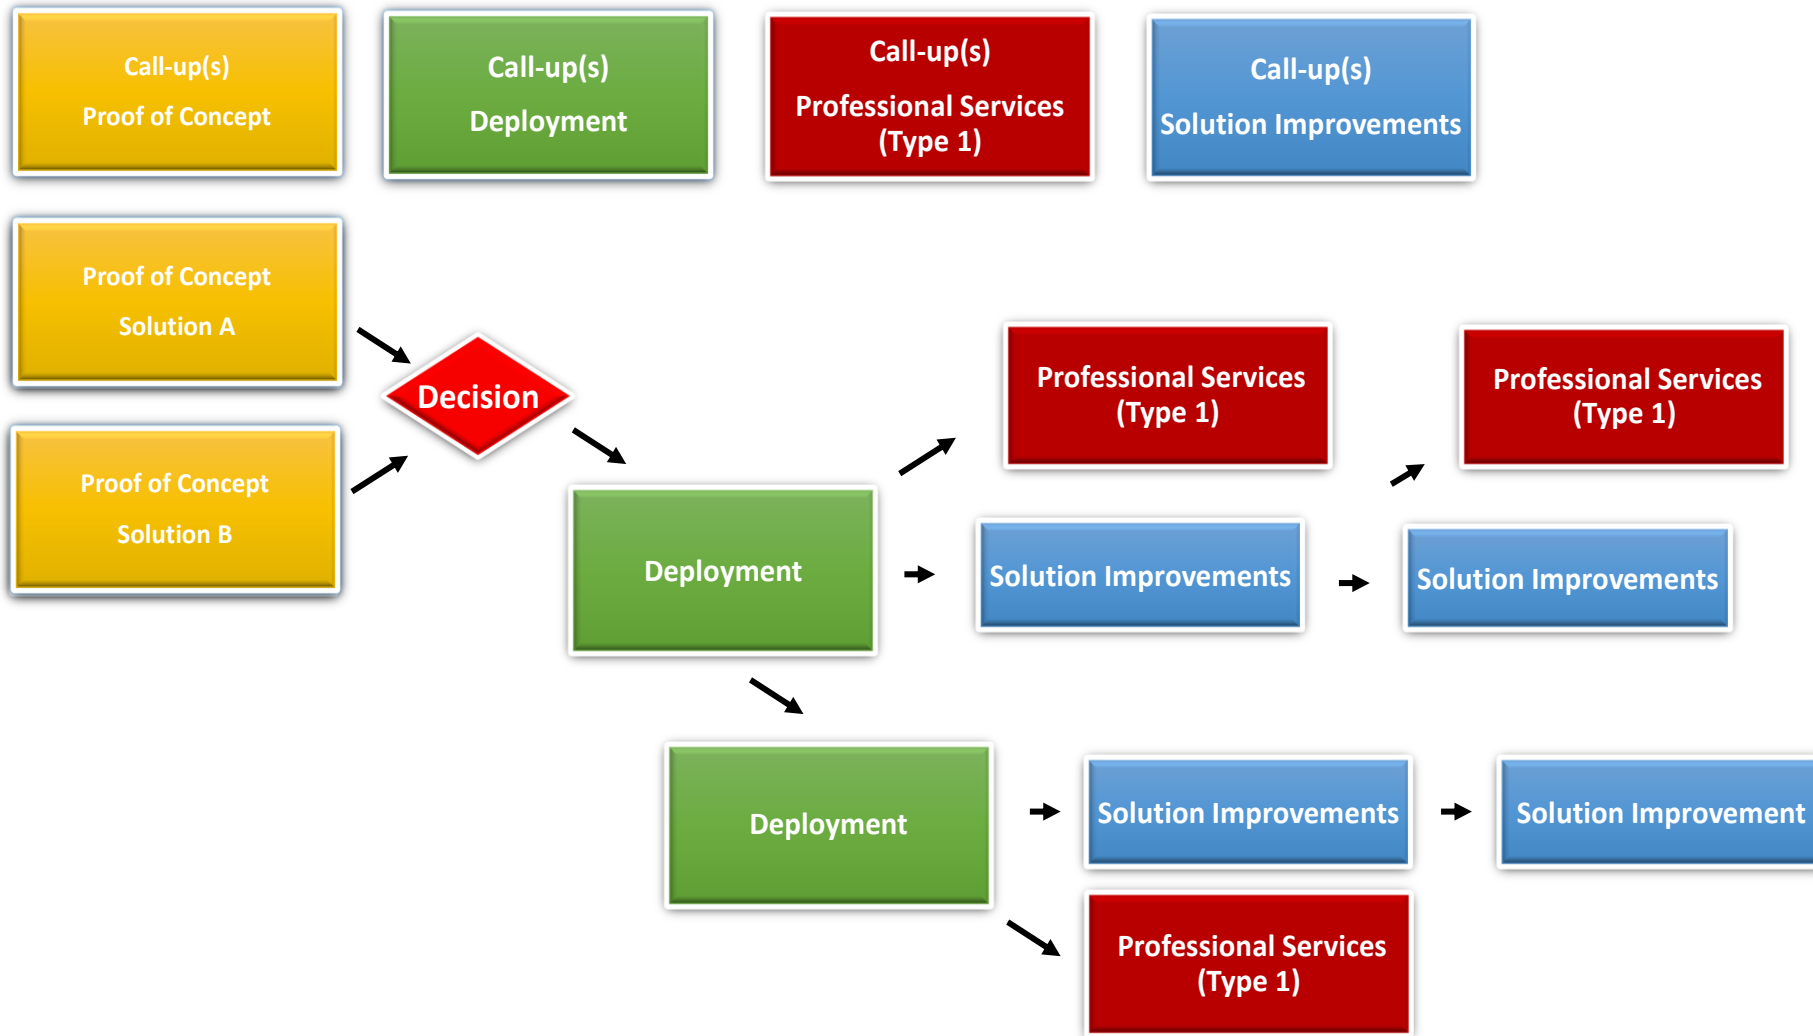 Call-up(s)
Proof of Concept
Call-up(s)
Deployment
Call-up(s)
Professional Services
(Type 1)
Call-up(s)
Solution Improvements
Proof of Concept
Solution A
Proof of Concept
Solution B
Decision
Deployment
Professional Services
(Type 1)
Solution Improvements
Professional Services
(Type 1)
Solution Improvements
Deployment
Solution Improvements
Solution Improvement
Professional Services
(Type 1)